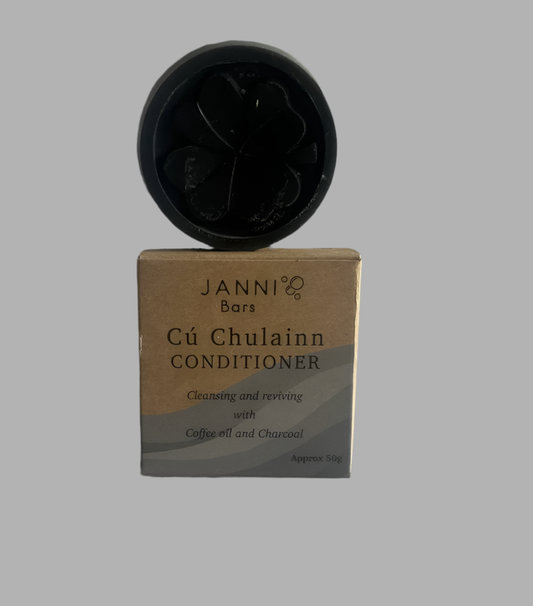 JANNI
Bars
Cú Chulainn
CONDITIONER
Cleansing and reviving
with
Coffee oil and Charcoal
Approx 50g